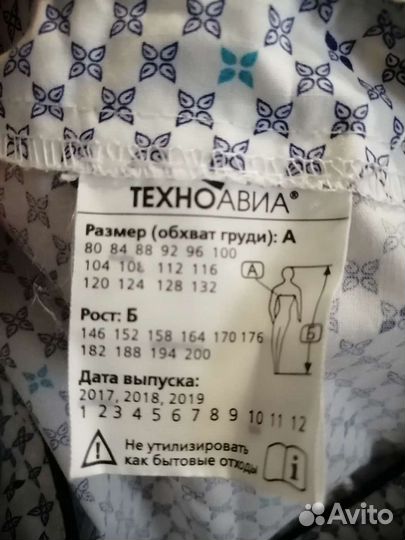 ТЕХНОАВИА®
Размер (обхват груди): А
80 84 88 92 96 100
104 108 112 116
120 124 128 132
А
Б
Рост: Б
146 152 158 164 170 176
182 188 194 200
Дата выпуска:
2017, 2018, 2019
1 2 3 4 5 6 7 8 9 10 11 12
Не утилизировать
как бытовые отходы
Avito